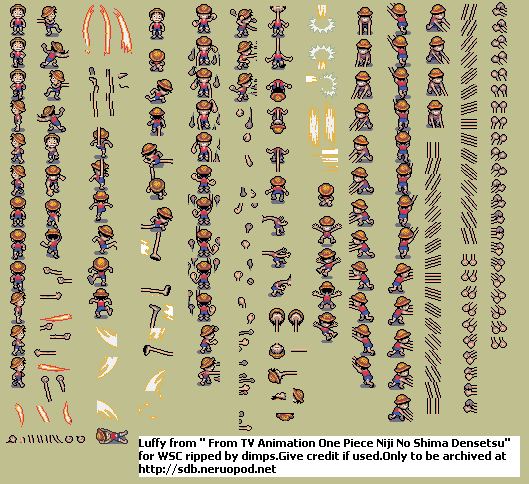 Luffy from " From TV Animation One Piece Niji No Shima Densetsu"
for WSC ripped by dimps.Give credit if used.Only to be archived at
http://sdb.neruopod.net